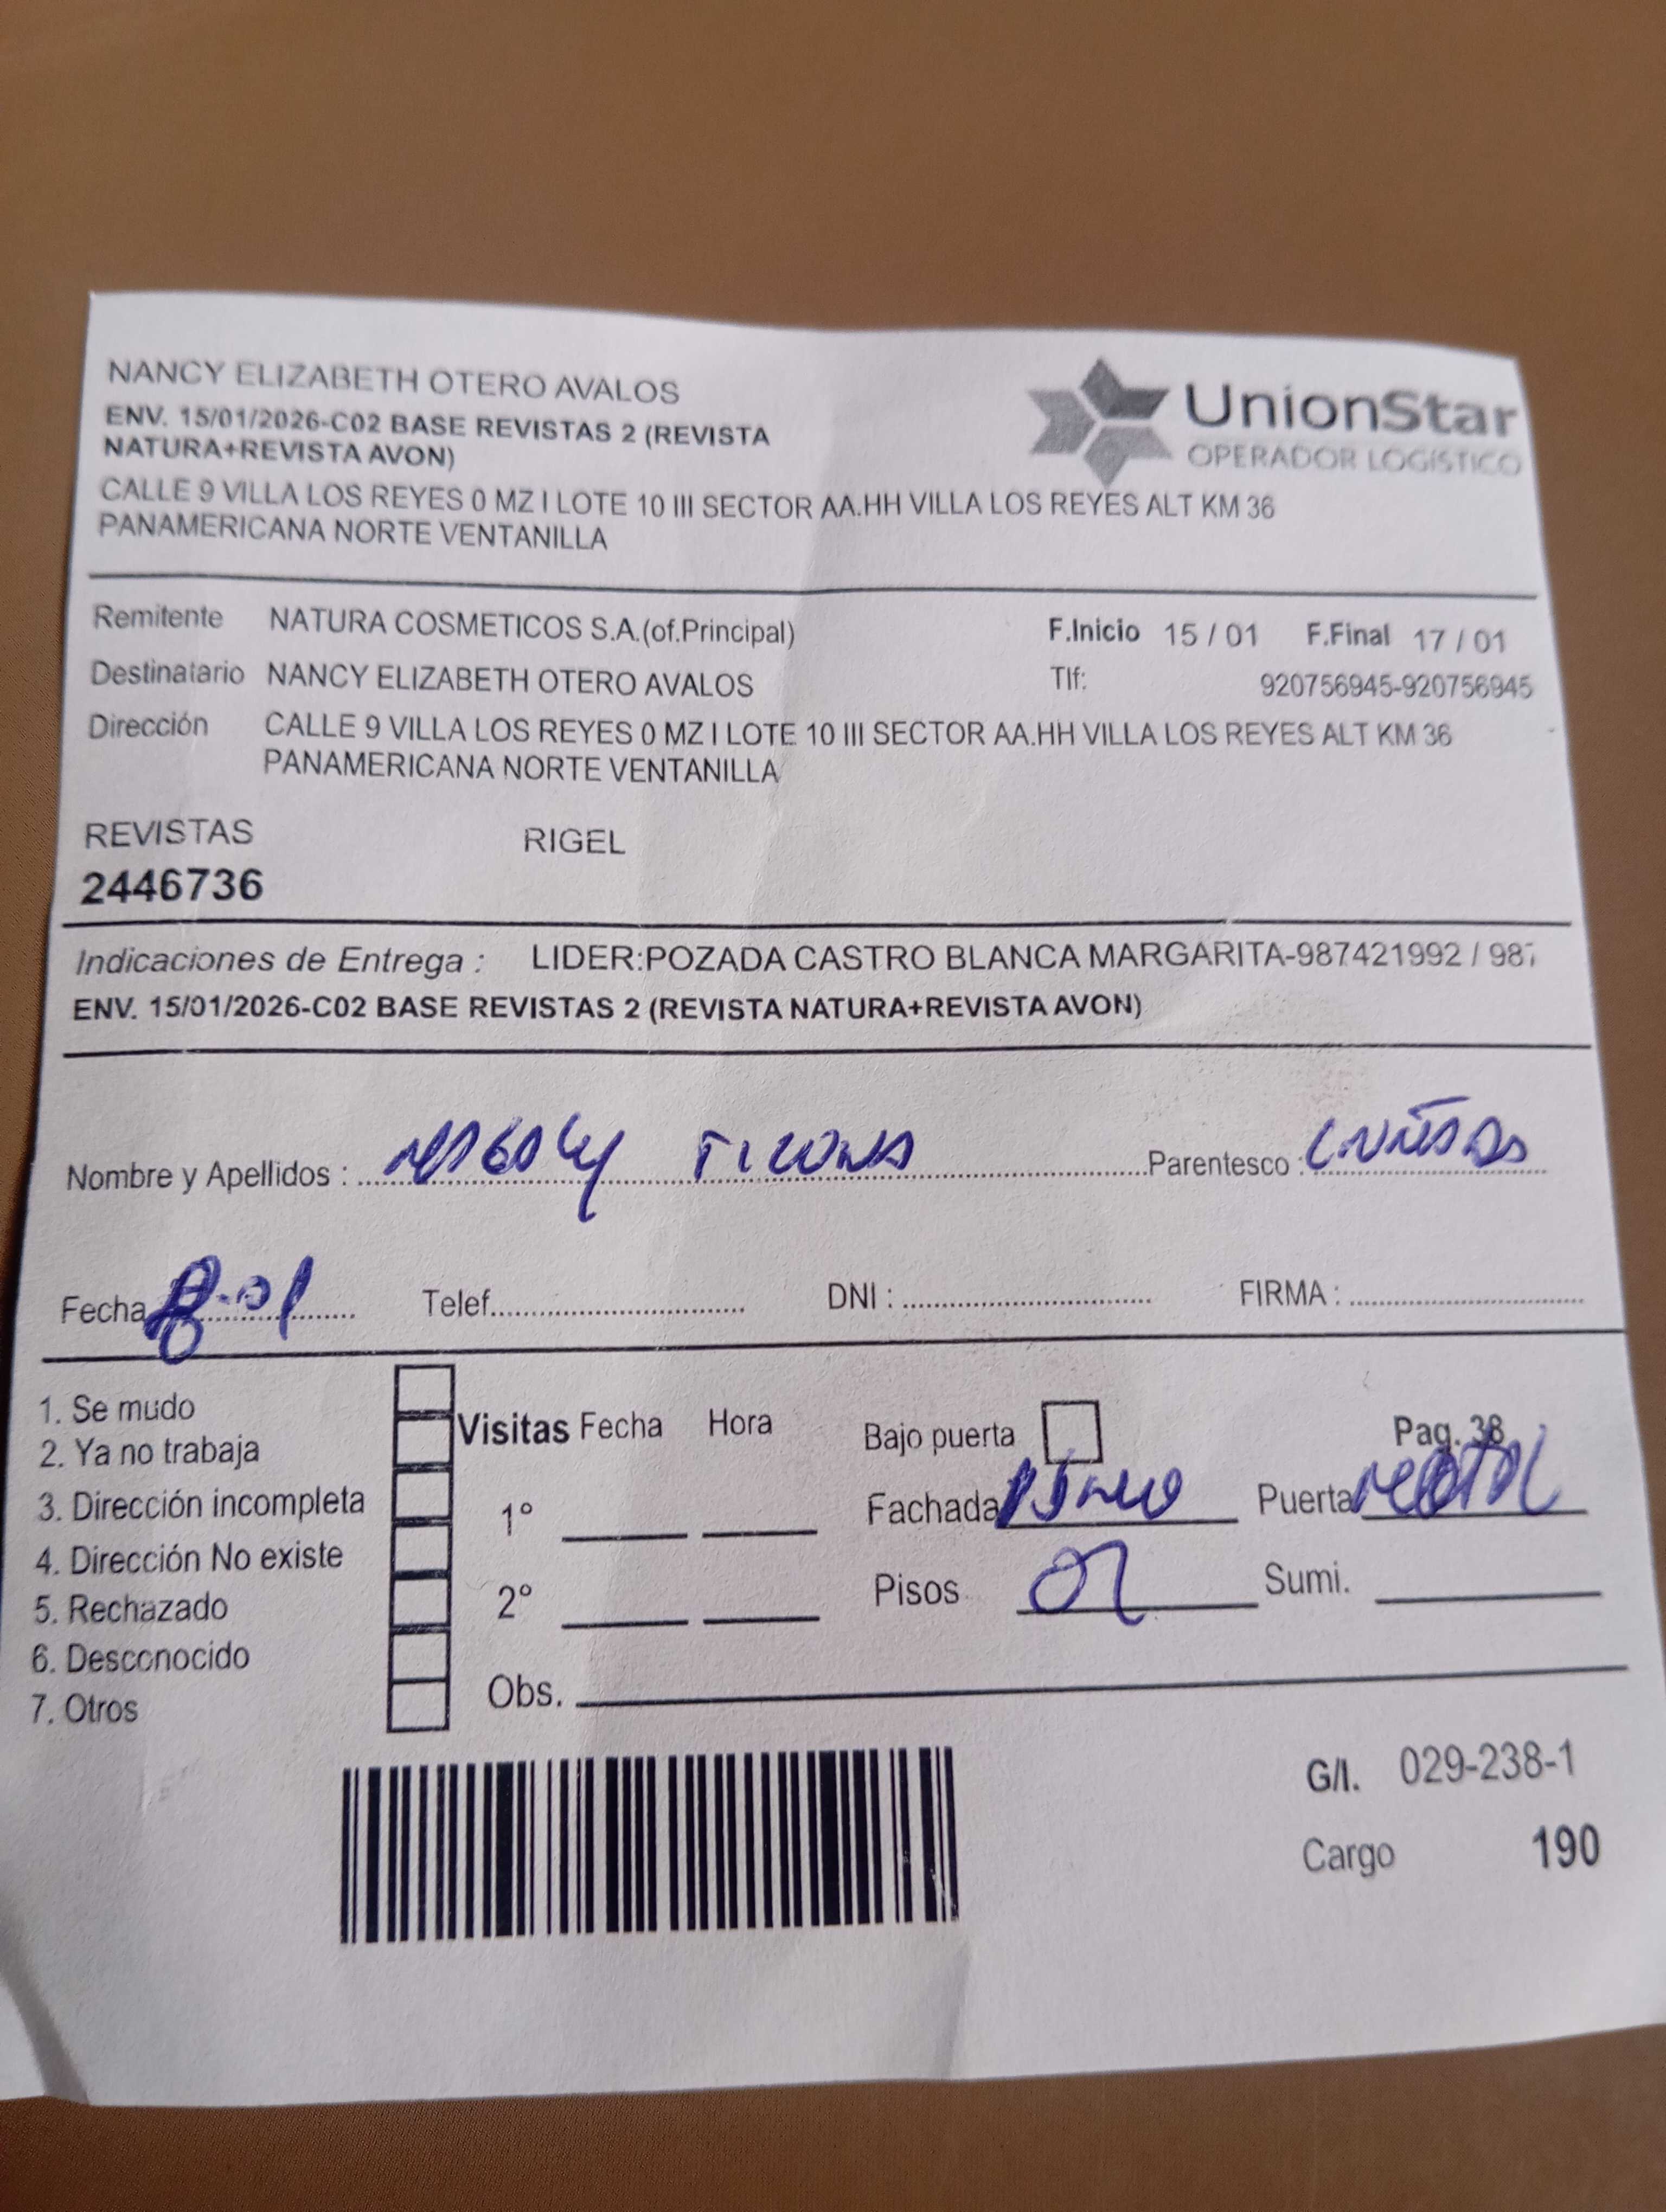 NANCY ELIZABETH OTERO AVALOS
ENV. 15/01/2026-C02 BASE REVISTAS 2 (REVISTA
NATURA+REVISTA AVON)
CALLE 9 VILLA LOS REYES 0 MZ I LOTE 10 III SECTOR AA.HH VILLA LOS REYES ALT KM 36
PANAMERICANA NORTE VENTANILLA
UnionStar
OPERADOR LOGÍSTICO
Remitente NATURA COSMETICOS S.A.(of.Principal) F.Inicio 15 / 01 F.Final 17 / 01
Destinatario NANCY ELIZABETH OTERO AVALOS Tlf: 920756945-920756945
Dirección CALLE 9 VILLA LOS REYES 0 MZ I LOTE 10 III SECTOR AA.HH VILLA LOS REYES ALT KM 36
PANAMERICANA NORTE VENTANILLA
REVISTAS RIGEL
2446736
Indicaciones de Entrega : LIDER:POZADA CASTRO BLANCA MARGARITA-987421992 / 987
ENV. 15/01/2026-C02 BASE REVISTAS 2 (REVISTA NATURA+REVISTA AVON)
Nombre y Apellidos : TICONA Parentesco : CUÑADA
Fecha Telef. DNI : FIRMA :
1. Se mudo
2. Ya no trabaja
3. Dirección incompleta
4. Dirección No existe
5. Rechazado
6. Desconocido
7. Otros
Visitas Fecha Hora
1º
2º
Obs.
Bajo puerta Pag. 38
Fachada Puerta
Pisos 02 Sumi.
G/I. 029-238-1
Cargo 190